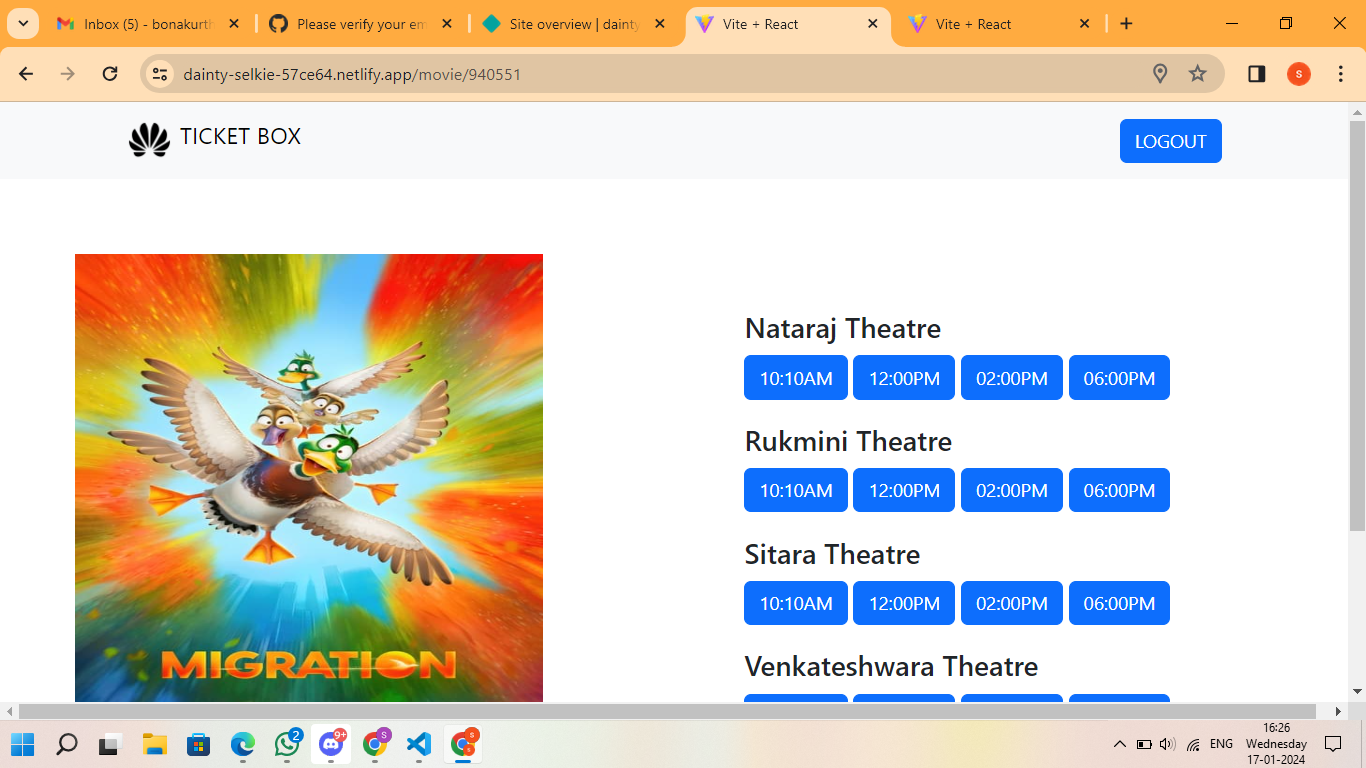 Inbox (5) - bonakurth
Please verify your em
Site overview | dainty
Vite + React
Vite + React
dainty-selkie-57ce64.netlify.app/movie/940551
S
TICKET BOX
LOGOUT
Nataraj Theatre
10:10AM 12:00PM 02:00PM 06:00PM
Rukmini Theatre
10:10AM 12:00PM 02:00PM 06:00PM
Sitara Theatre
10:10AM 12:00PM 02:00PM 06:00PM
Venkateshwara Theatre
MIGRATION
2
9+
S
S
S
ENG
16:26
Wednesday
17-01-2024